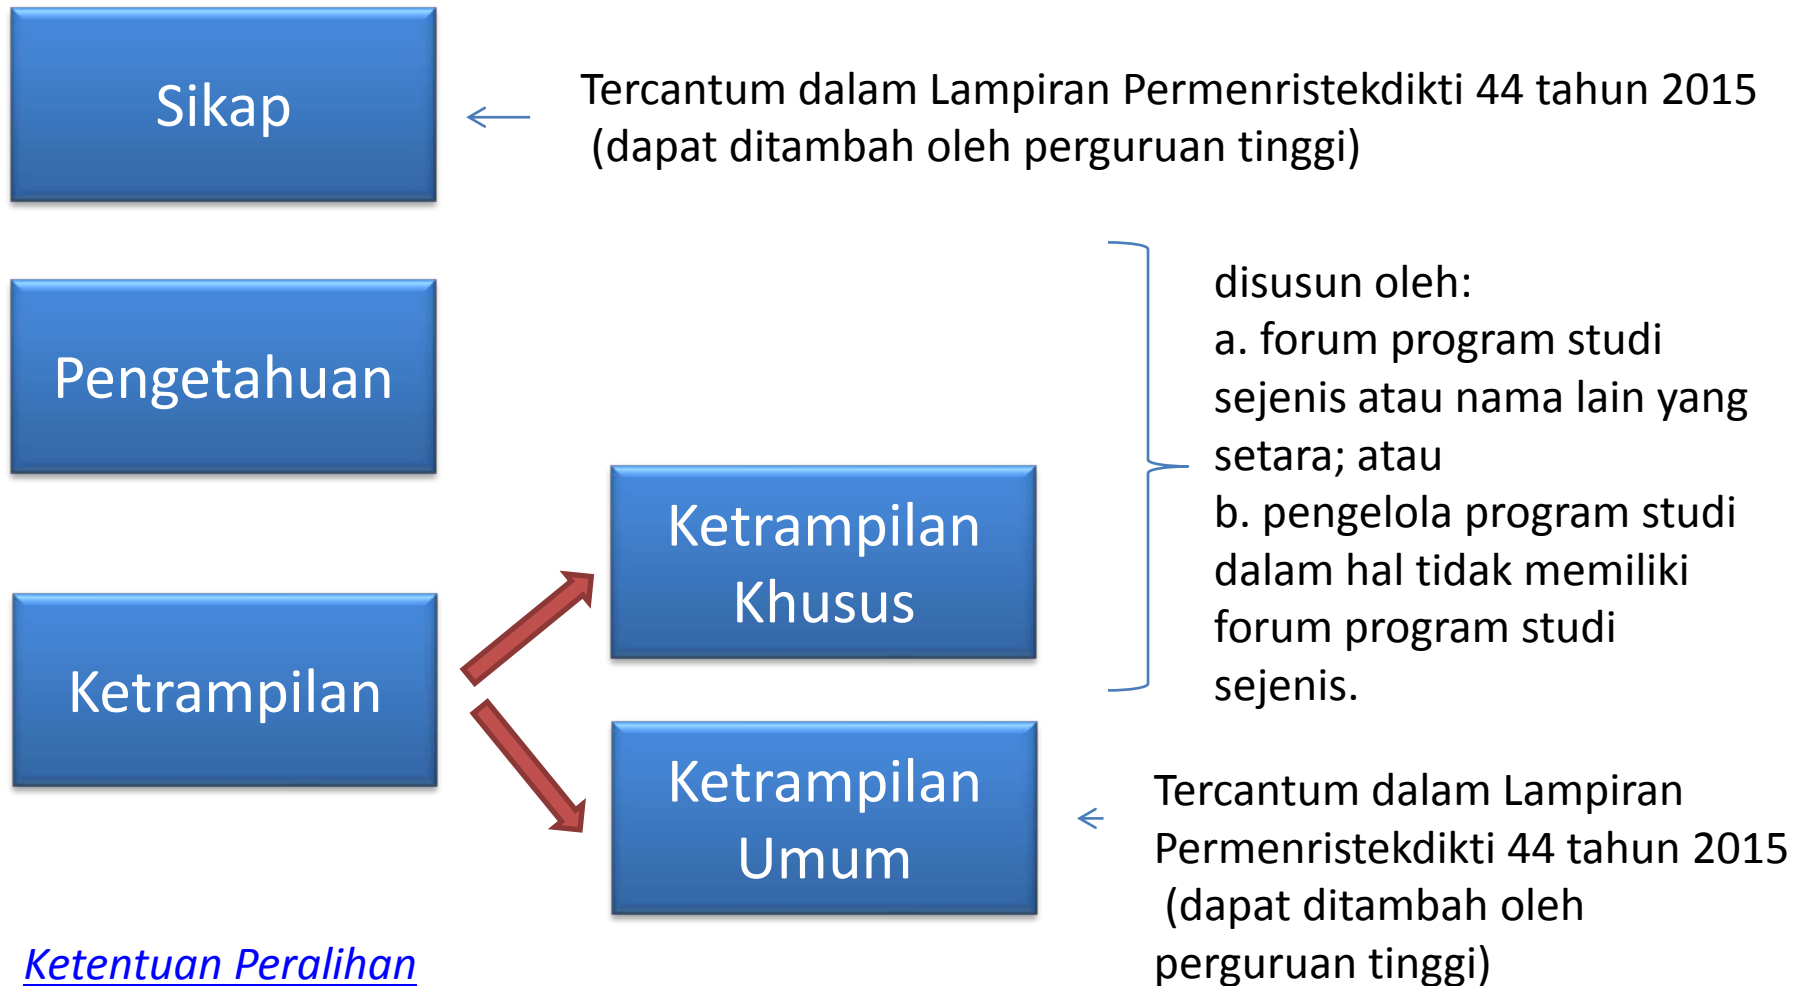 Sikap
Tercantum dalam Lampiran Permenristekdikti 44 tahun 2015
(dapat ditambah oleh perguruan tinggi)
Pengetahuan
Ketrampilan
Ketrampilan
Khusus
Ketrampilan
Umum
disusun oleh:
a. forum program studi
sejenis atau nama lain yang
setara; atau
b. pengelola program studi
dalam hal tidak memiliki
forum program studi
sejenis.
Tercantum dalam Lampiran
Permenristekdikti 44 tahun 2015
(dapat ditambah oleh
perguruan tinggi)
Ketentuan Peralihan